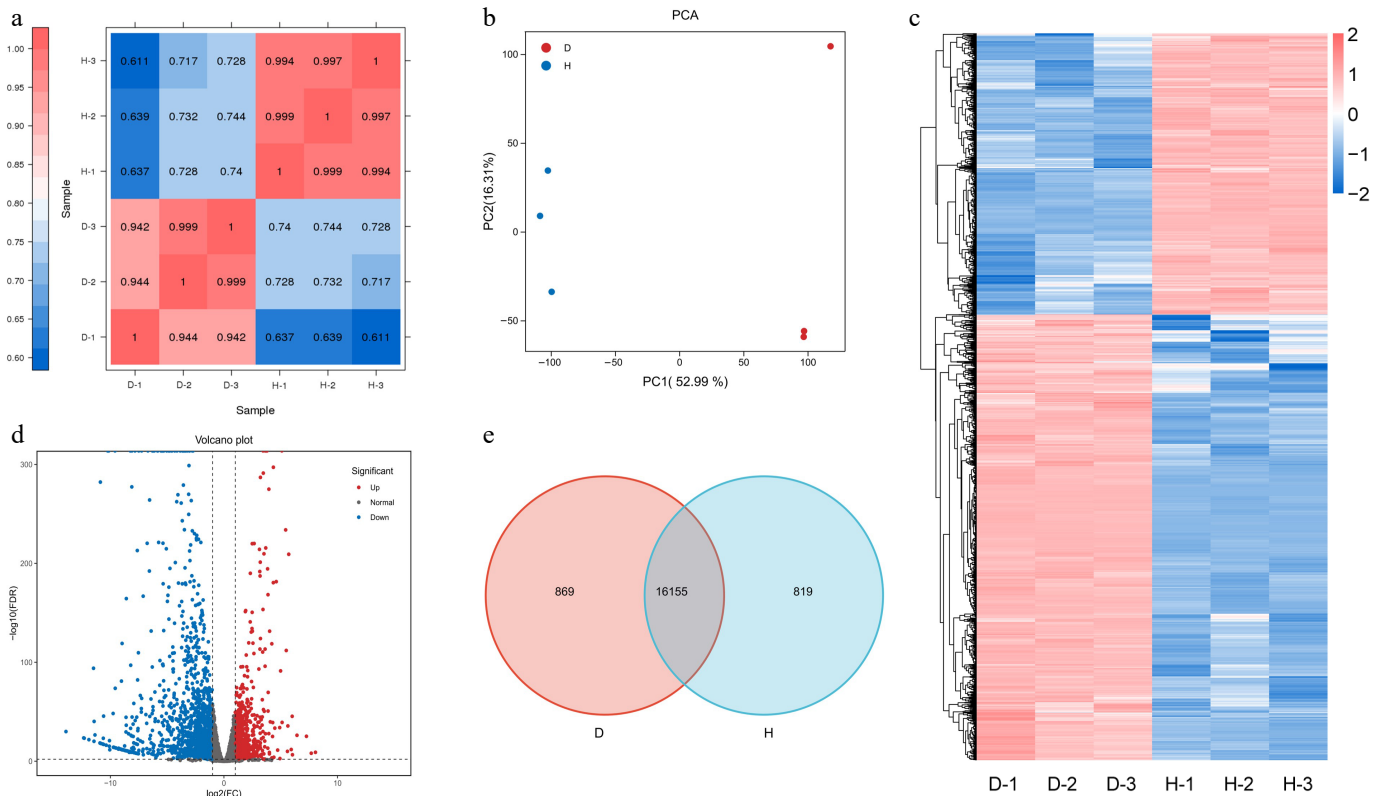 a
1.00
0.95
0.90
0.85
0.80
0.75
0.70
0.65
0.60
Sample
H-3 0.611 0.717 0.728 0.994 0.997 1
H-2 0.639 0.732 0.744 0.999 1 0.997
H-1 0.637 0.728 0.74 1 0.999 0.994
D-3 0.942 0.999 1 0.74 0.744 0.728
D-2 0.944 1 0.999 0.728 0.732 0.717
D-1 1 0.944 0.942 0.637 0.639 0.611
D-1 D-2 D-3 H-1 H-2 H-3
Sample
b
PCA
D
H
PC2(16.31%)
100
50
0
−50
−100 −50 0 50 100
PC1( 52.99 %)
c
2
1
0
−1
−2
D-1 D-2 D-3 H-1 H-2 H-3
d
Volcano plot
Significant
Up
Normal
Down
−log10(FDR)
300
200
100
0
−10 0 10
log2(FC)
e
869 16155 819
D H